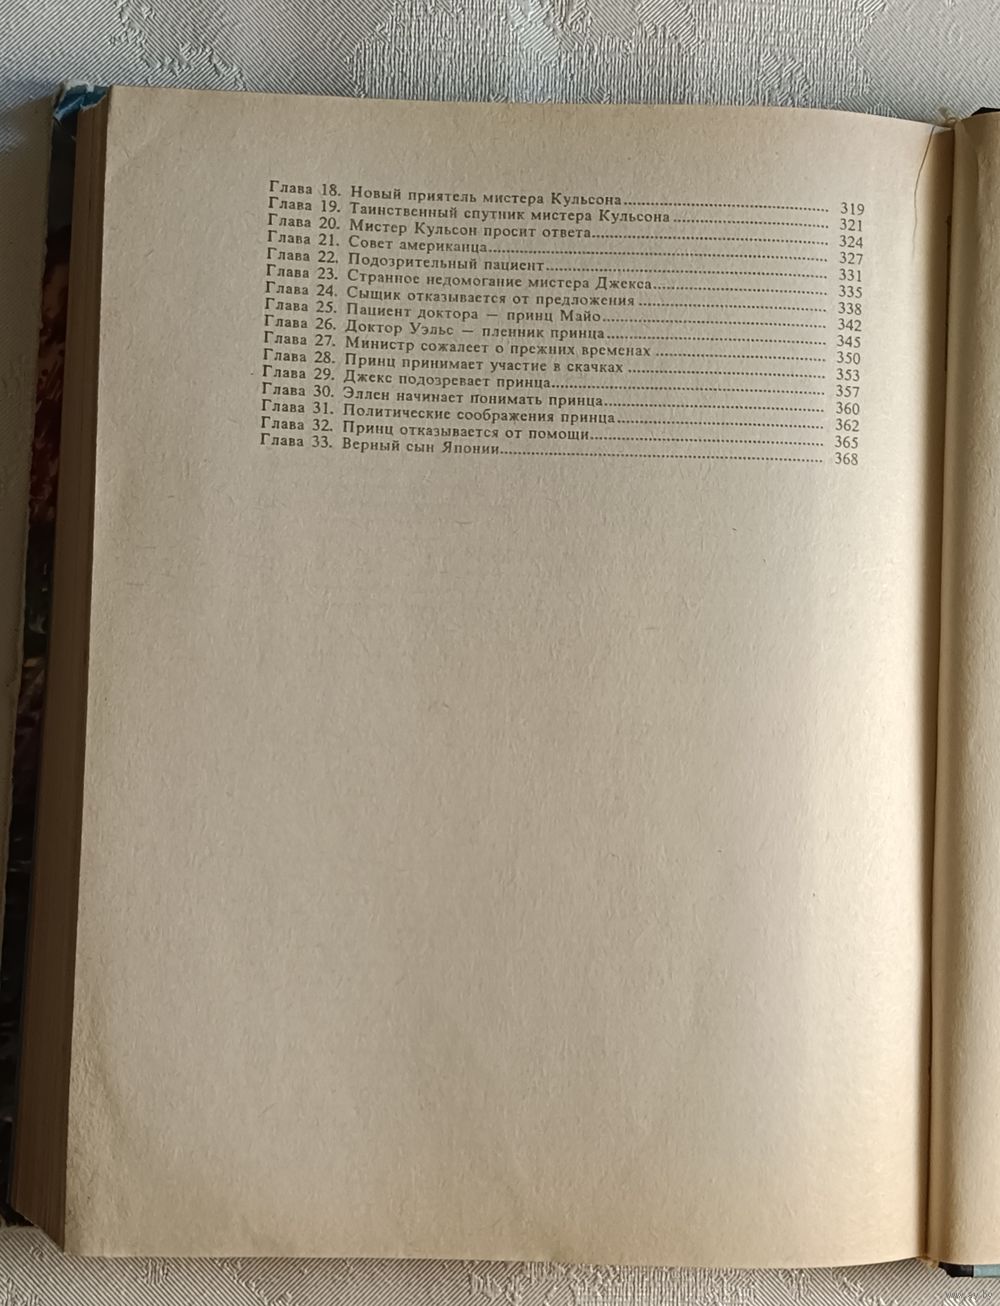 Глава 18. Новый приятель мистера Кульсона 319
Глава 19. Таинственный спутник мистера Кульсона 321
Глава 20. Мистер Кульсон просит ответа 324
Глава 21. Совет американца 327
Глава 22. Подозрительный пациент 331
Глава 23. Странное недомогание мистера Джекса 335
Глава 24. Сыщик отказывается от предложения 338
Глава 25. Пациент доктора — принц Майо 342
Глава 26. Доктор Уэльс — пленник принца 345
Глава 27. Министр сожалеет о прежних временах 350
Глава 28. Принц принимает участие в скачках 353
Глава 29. Джекс подозревает принца 357
Глава 30. Эллен начинает понимать принца 360
Глава 31. Политические соображения принца 362
Глава 32. Принц отказывается от помощи 365
Глава 33. Верный сын Японии 368